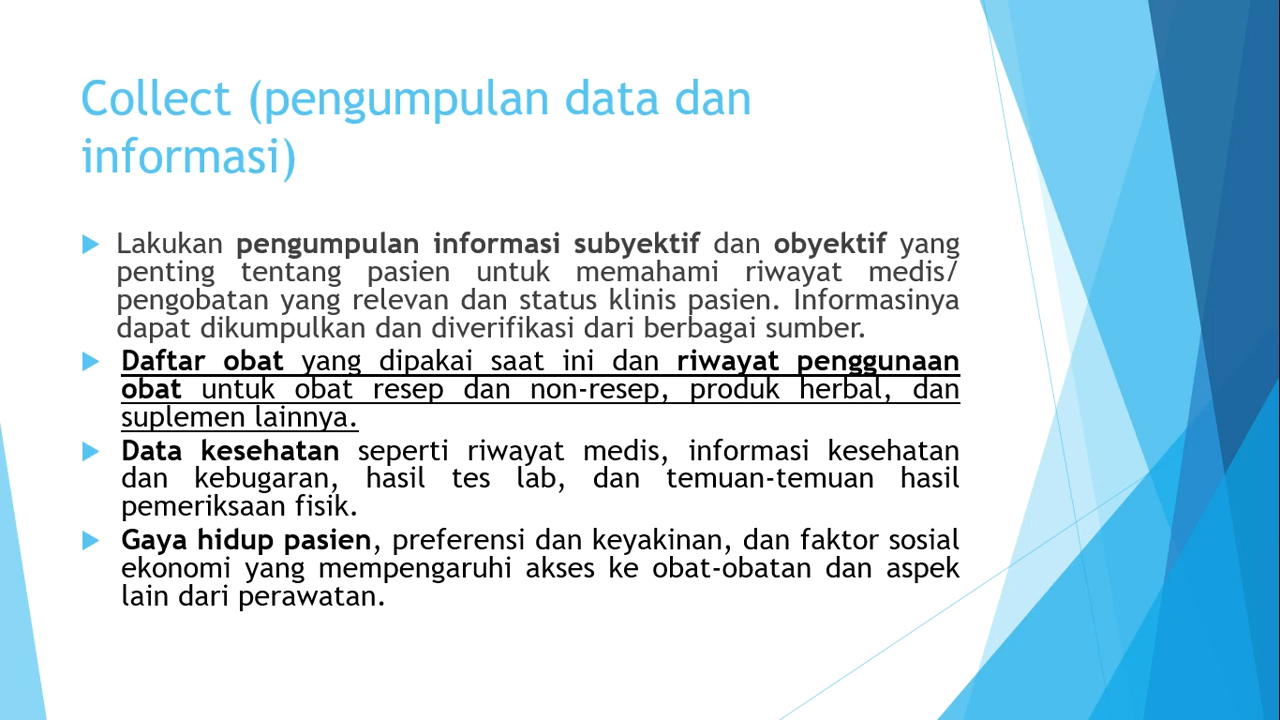 Collect (pengumpulan data dan
informasi)
Lakukan pengumpulan informasi subyektif dan obyektif yang
penting tentang pasien untuk memahami riwayat medis/
pengobatan yang relevan dan status klinis pasien. Informasinya
dapat dikumpulkan dan diverifikasi dari berbagai sumber.
Daftar obat yang dipakai saat ini dan riwayat penggunaan
obat untuk obat resep dan non-resep, produk herbal, dan
suplemen lainnya.
Data kesehatan seperti riwayat medis, informasi kesehatan
dan kebugaran, hasil tes lab, dan temuan-temuan hasil
pemeriksaan fisik.
Gaya hidup pasien, preferensi dan keyakinan, dan faktor sosial
ekonomi yang mempengaruhi akses ke obat-obatan dan aspek
lain dari perawatan.